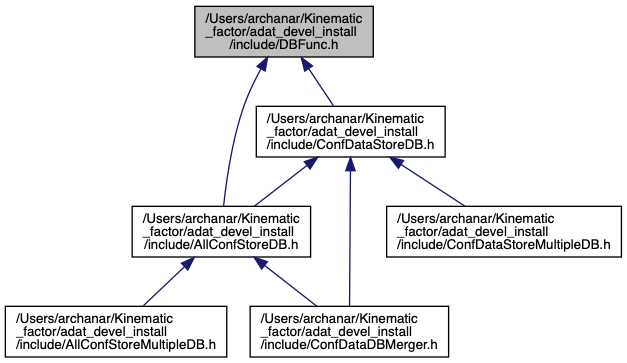 /Users/archanar/Kinematic
_factor/adat_devel_install
/include/DBFunc.h
/Users/archanar/Kinematic
_factor/adat_devel_install
/include/ConfDataStoreDB.h
/Users/archanar/Kinematic
_factor/adat_devel_install
/include/AllConfStoreDB.h
/Users/archanar/Kinematic
_factor/adat_devel_install
/include/ConfDataStoreMultipleDB.h
/Users/archanar/Kinematic
_factor/adat_devel_install
/include/AllConfStoreMultipleDB.h
/Users/archanar/Kinematic
_factor/adat_devel_install
/include/ConfDataDBMerger.h